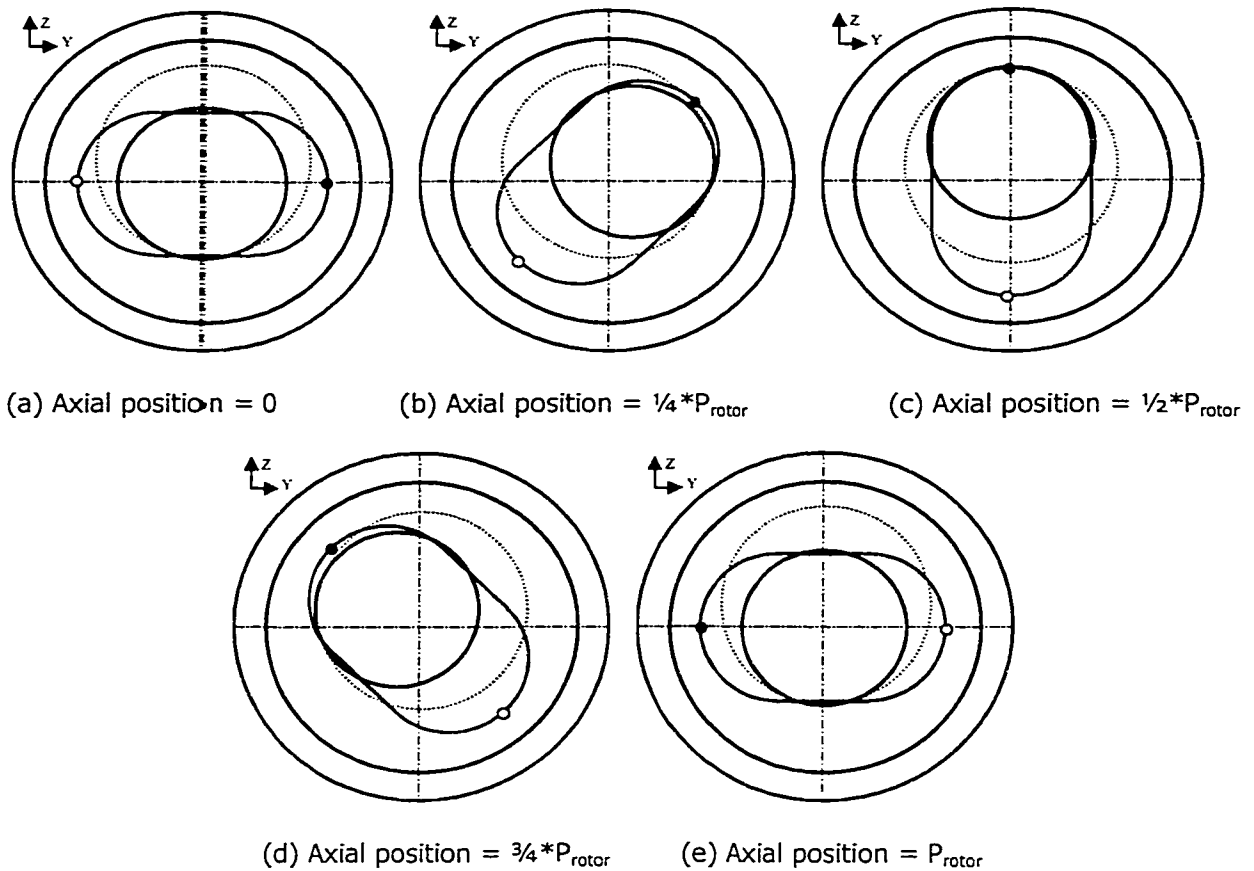 Z
Y
Z
Y
Z
Y
(a) Axial position = 0
(b) Axial position = ¼*Protor
(c) Axial position = ½*Protor
Z
Y
Z
Y
(d) Axial position = ¾*Protor
(e) Axial position = Protor